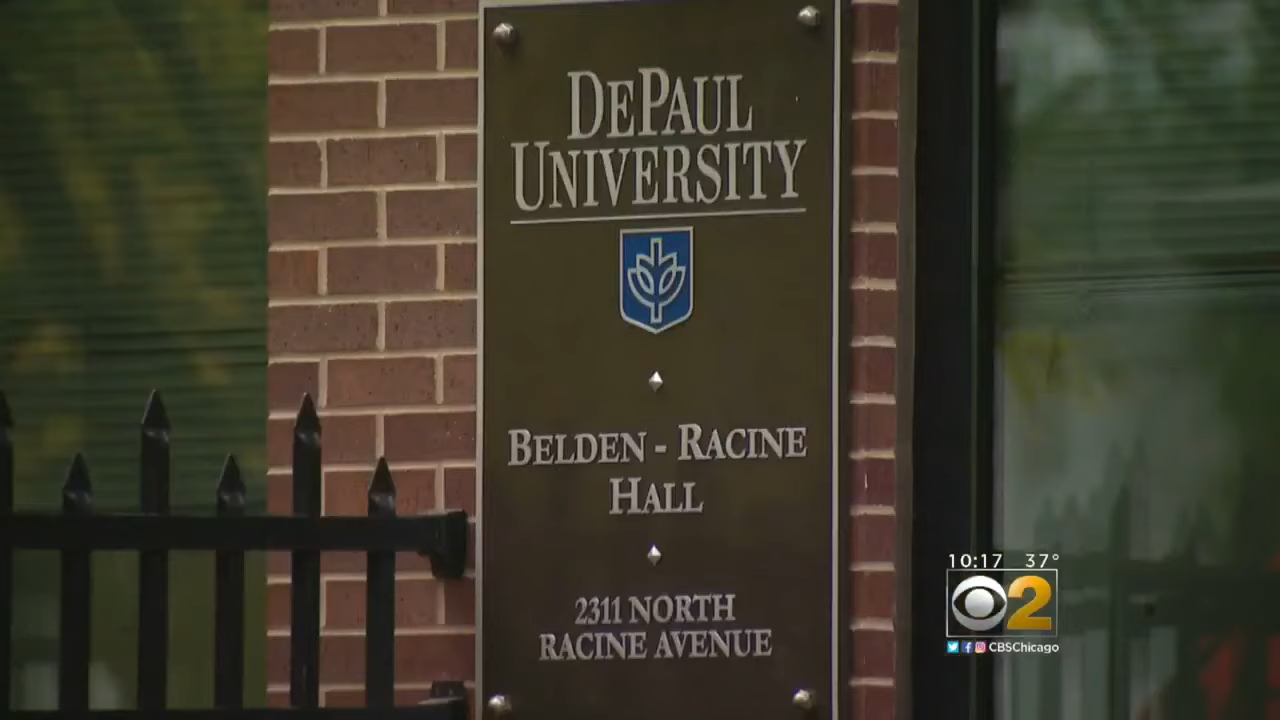 DEPAUL
UNIVERSITY
BELDEN - RACINE
HALL
2311 NORTH
RACINE AVENUE
10:17 37°
2
CBSChicago